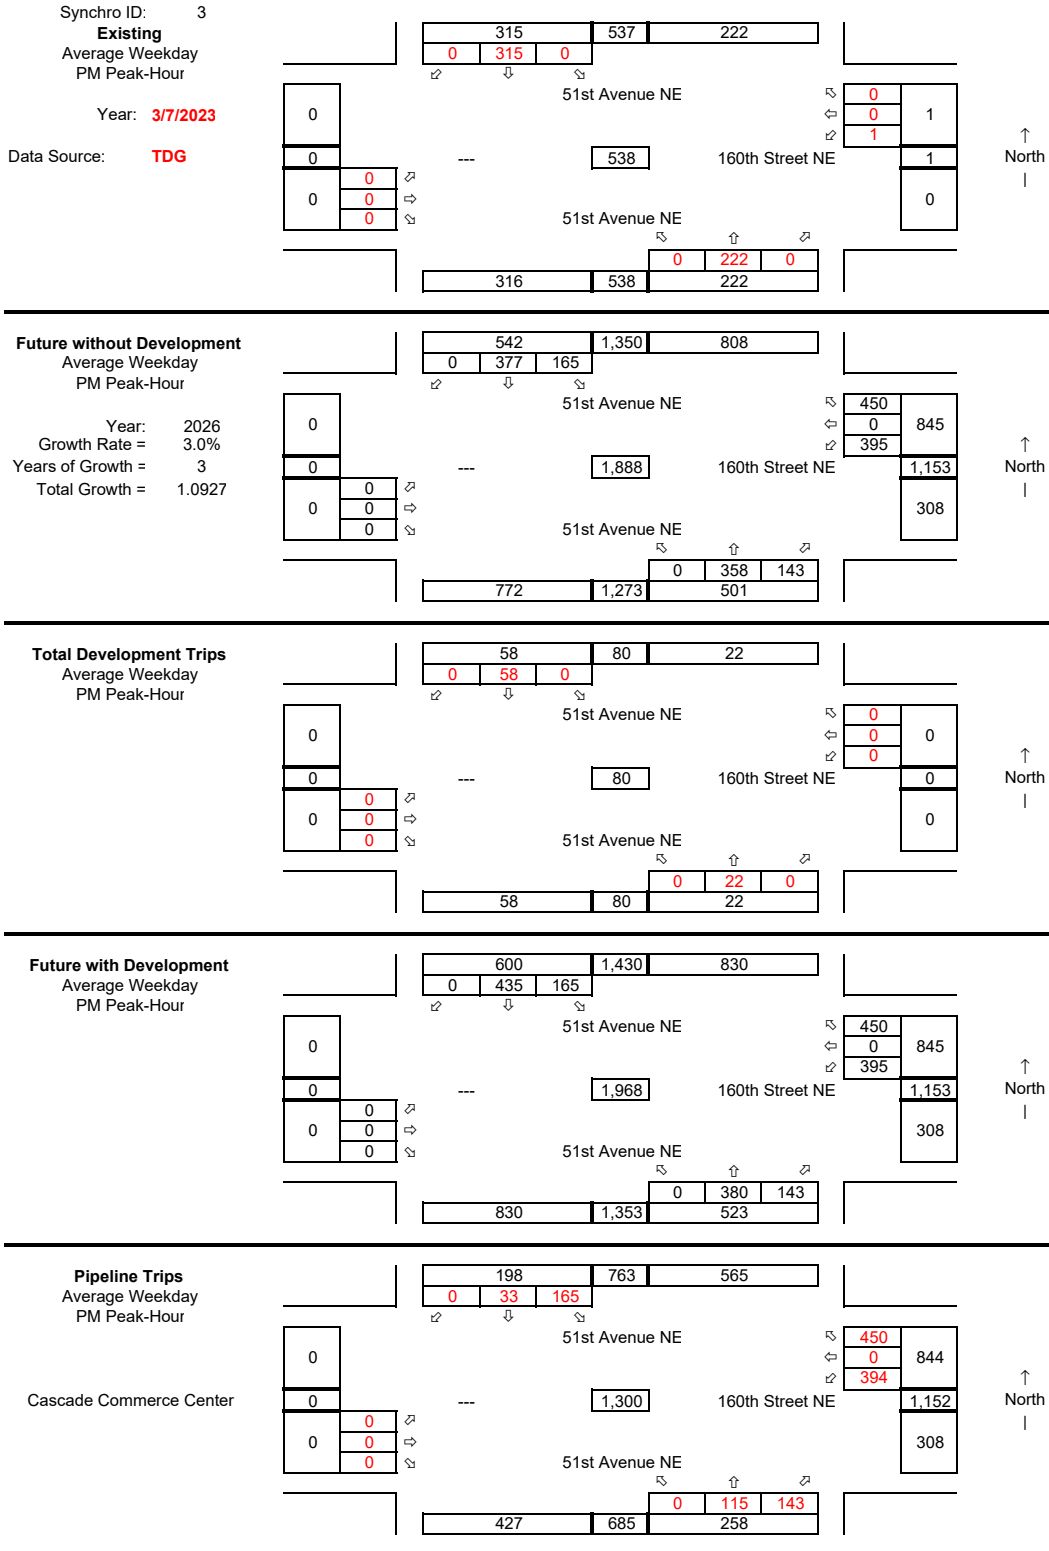 Synchro ID: 3
Existing
Average Weekday
PM Peak-Hour
Year: 3/7/2023
Data Source: TDG
315 537 222
0 315 0
⬃ ⇩ ⬂
51st Avenue NE
⬁ 0
⇦ 0
⬃ 1
0
1
0
---
538
160th Street NE
1
0 ⬀
0 ⇨
0 ⬂
0
0
51st Avenue NE
⬁ ⇧ ⬀
0 222 0
316 538 222
↑
North
|
Future without Development
Average Weekday
PM Peak-Hour
Year: 2026
Growth Rate = 3.0%
Years of Growth = 3
Total Growth = 1.0927
542 1,350 808
0 377 165
⬃ ⇩ ⬂
51st Avenue NE
⬁ 450
⇦ 0
⬃ 395
0
845
0
---
1,888
160th Street NE
1,153
0 ⬀
0 ⇨
0 ⬂
0
308
51st Avenue NE
⬁ ⇧ ⬀
0 358 143
772 1,273 501
↑
North
|
Total Development Trips
Average Weekday
PM Peak-Hour
58 80 22
0 58 0
⬃ ⇩ ⬂
51st Avenue NE
⬁ 0
⇦ 0
⬃ 0
0
0
0
---
80
160th Street NE
0
0 ⬀
0 ⇨
0 ⬂
0
0
51st Avenue NE
⬁ ⇧ ⬀
0 22 0
58 80 22
↑
North
|
Future with Development
Average Weekday
PM Peak-Hour
600 1,430 830
0 435 165
⬃ ⇩ ⬂
51st Avenue NE
⬁ 450
⇦ 0
⬃ 395
0
845
0
---
1,968
160th Street NE
1,153
0 ⬀
0 ⇨
0 ⬂
0
308
51st Avenue NE
⬁ ⇧ ⬀
0 380 143
830 1,353 523
↑
North
|
Pipeline Trips
Average Weekday
PM Peak-Hour
Cascade Commerce Center
198 763 565
0 33 165
⬃ ⇩ ⬂
51st Avenue NE
⬁ 450
⇦ 0
⬃ 394
0
844
0
---
1,300
160th Street NE
1,152
0 ⬀
0 ⇨
0 ⬂
0
308
51st Avenue NE
⬁ ⇧ ⬀
0 115 143
427 685 258
↑
North
|